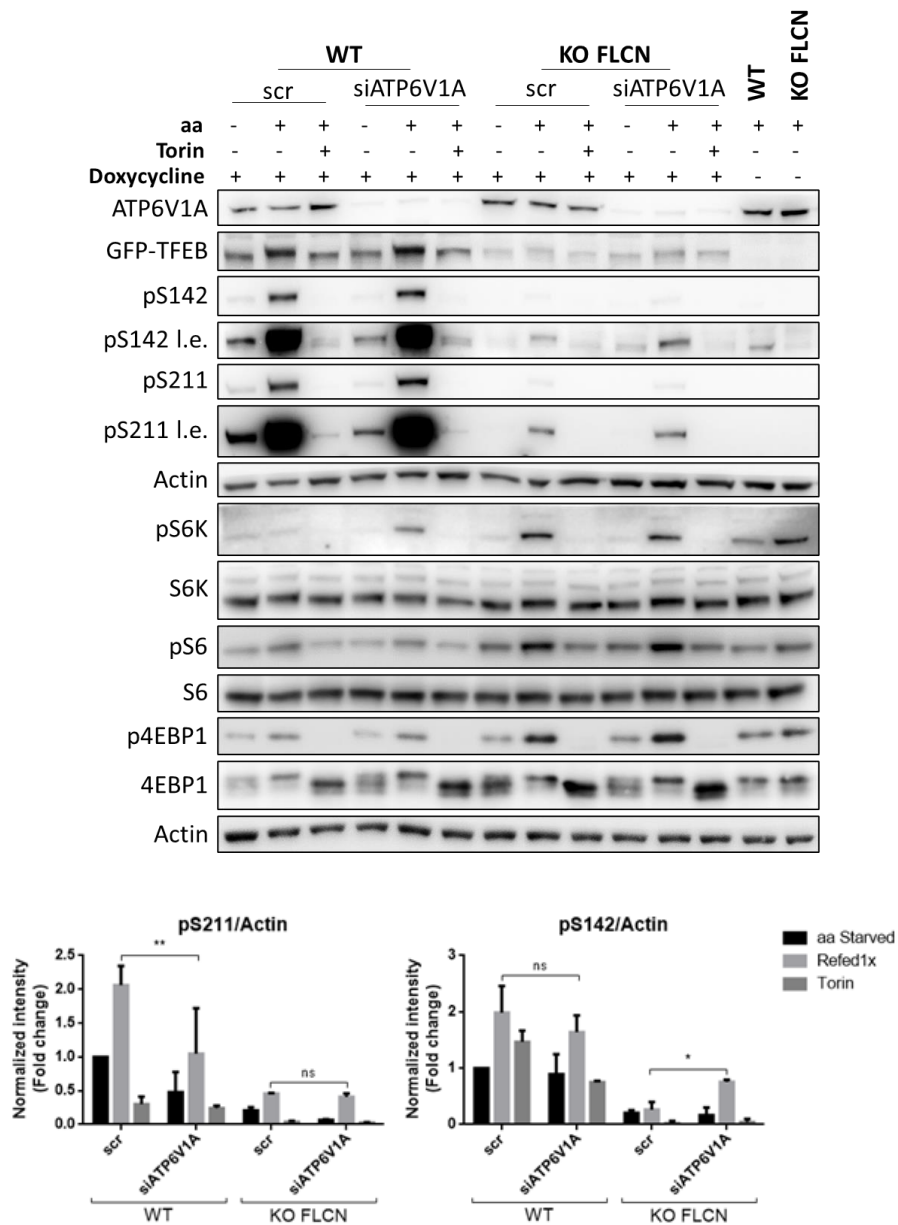 WT KO FLCN WT KO FLCN
scr siATP6V1A scr siATP6V1A
aa - + + - + + - + + - + + + +
Torin - - + - - + - - + - - + - -
Doxycycline + + + + + + + + + + + + - -
ATP6V1A
GFP-TFEB
pS142
pS142 l.e.
pS211
pS211 l.e.
Actin
pS6K
S6K
pS6
S6
p4EBP1
4EBP1
Actin
pS211/Actin
Normalized intensity
(Fold change)
2.5
2.0
1.5
1.0
0.5
0.0
**
ns
scr siATP6V1A scr siATP6V1A
WT KO FLCN
pS142/Actin
Normalized intensity
(Fold change)
3
2
1
0
ns
*
scr siATP6V1A scr siATP6V1A
WT KO FLCN
aa Starved
Refed1x
Torin